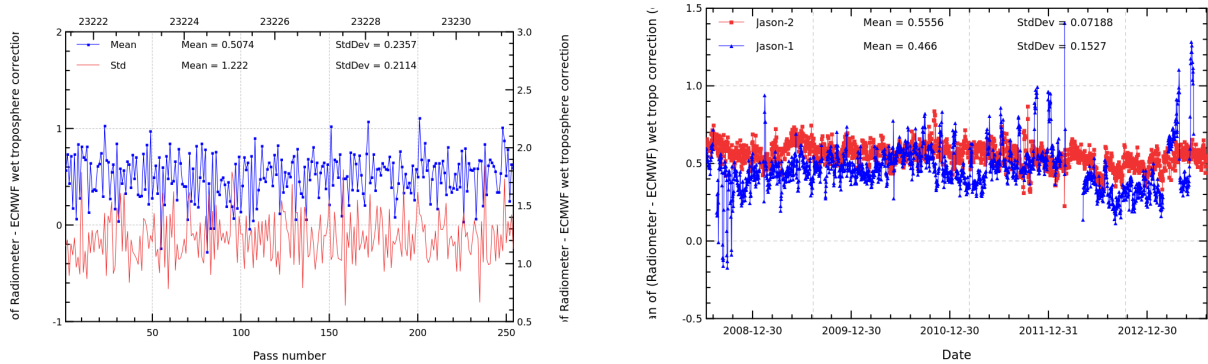 23222 23224 23226 23228 23230
of Radiometer - ECMWF wet troposphere correction
2
1
0
-1
Mean Mean = 0.5074 StdDev = 0.2357
Std Mean = 1.222 StdDev = 0.2114
3.0
2.5
2.0
1.5
1.0
0.5
of Radiometer - ECMWF wet troposphere correction
50 100 150 200 250
Pass number
an of (Radiometer - ECMWF) wet tropo correction (
1.5
1.0
0.5
0.0
-0.5
Jason-2 Mean = 0.5556 StdDev = 0.07188
Jason-1 Mean = 0.466 StdDev = 0.1527
2008-12-30 2009-12-30 2010-12-30 2011-12-31 2012-12-30
Date